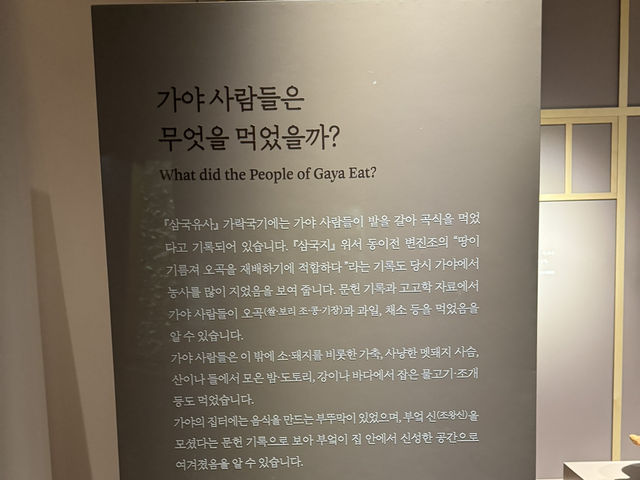 가야 사람들은
무엇을 먹었을까?
What did the People of Gaya Eat?
『삼국유사』 가락국기에는 가야 사람들이 밭을 갈아 곡식을 먹었
다고 기록되어 있습니다. 『삼국지』 위서 동이전 변진조의 “땅이
기름져 오곡을 재배하기에 적합하다 ”라는 기록도 당시 가야에서
농사를 많이 지었음을 보여 줍니다. 문헌 기록과 고고학 자료에서
가야 사람들이 오곡(쌀·보리·조·콩·기장)과 과일, 채소 등을 먹었음을
알 수 있습니다.
가야 사람들은 이 밖에 소·돼지를 비롯한 가축, 사냥한 멧돼지·사슴,
산이나 들에서 모은 밤·도토리, 강이나 바다에서 잡은 물고기·조개
등도 먹었습니다.
가야의 집터에는 음식을 만드는 부뚜막이 있었으며, 부엌 신(조왕신)을
모셨다는 문헌 기록으로 보아 부엌이 집 안에서 신성한 공간으로
여겨졌음을 알 수 있습니다.